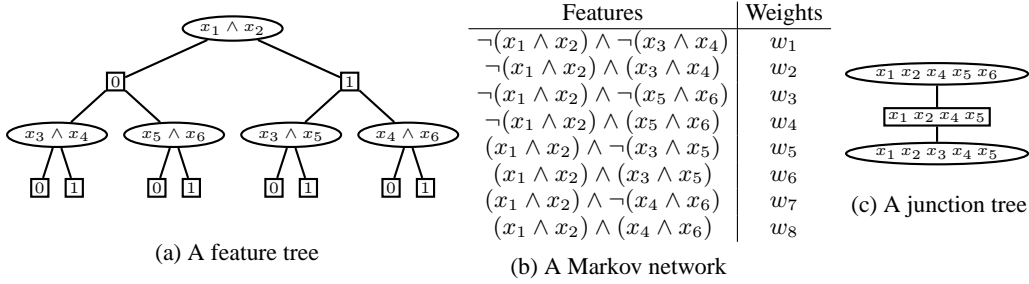 x₁ ∧ x₂
0 1
x₃ ∧ x₄ x₅ ∧ x₆ x₃ ∧ x₅ x₄ ∧ x₆
0 1 0 1 0 1 0 1
(a) A feature tree
Features Weights
¬(x₁ ∧ x₂) ∧ ¬(x₃ ∧ x₄) w₁
¬(x₁ ∧ x₂) ∧ (x₃ ∧ x₄) w₂
¬(x₁ ∧ x₂) ∧ ¬(x₅ ∧ x₆) w₃
¬(x₁ ∧ x₂) ∧ (x₅ ∧ x₆) w₄
(x₁ ∧ x₂) ∧ ¬(x₃ ∧ x₅) w₅
(x₁ ∧ x₂) ∧ (x₃ ∧ x₅) w₆
(x₁ ∧ x₂) ∧ ¬(x₄ ∧ x₆) w₇
(x₁ ∧ x₂) ∧ (x₄ ∧ x₆) w₈
(b) A Markov network
x₁ x₂ x₄ x₅ x₆
x₁ x₂ x₄ x₅
x₁ x₂ x₃ x₄ x₅
(c) A junction tree